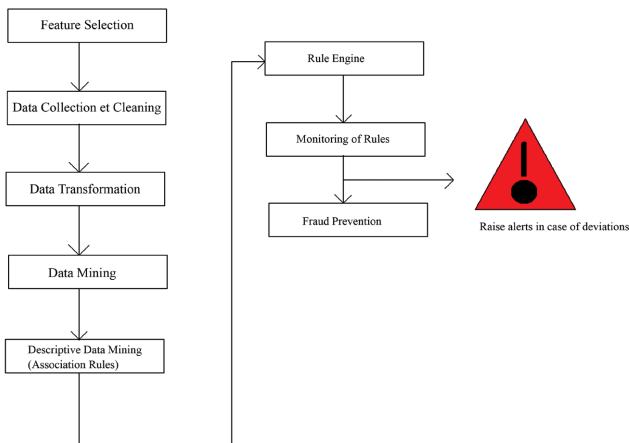 Feature Selection
Data Collection et Cleaning
Data Transformation
Data Mining
Descriptive Data Mining
(Association Rules)
Rule Engine
Monitoring of Rules
Fraud Prevention
Raise alerts in case of deviations